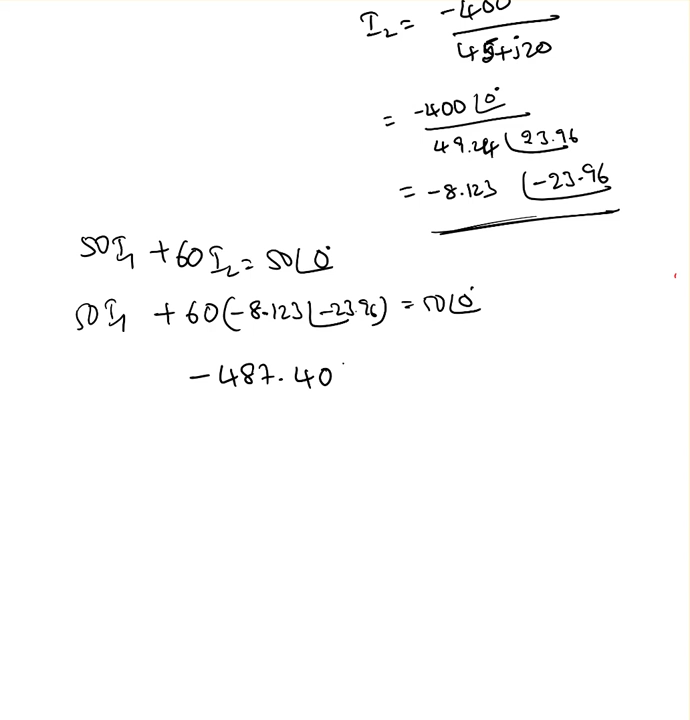 I₂ = -400 / 45+j20
= -400∠0° / 49.24∠23.96
= -8.123 ∠-23.96
50I₁ + 60I₂ = 50∠0°
50I₁ + 60(-8.123∠-23.96) = 50∠0°
-487.40